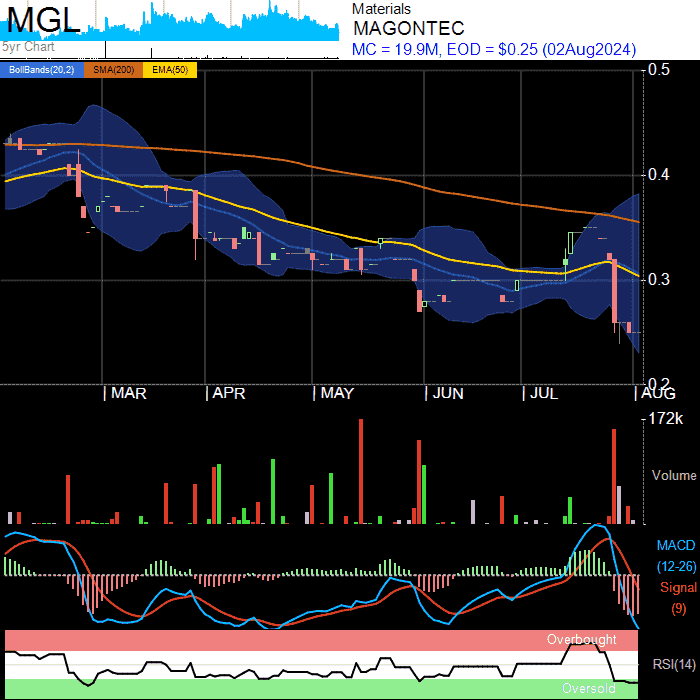 MGL
5yr Chart
Materials
MAGONTEC
MC = 19.9M, EOD = $0.25 (02Aug2024)
BollBands(20,2) SMA(200) EMA(50)
0.5
0.4
0.3
0.2
MAR APR MAY JUN JUL AUG
172k
Volume
MACD
(12-26)
Signal
(9)
Overbought
RSI(14)
Oversold